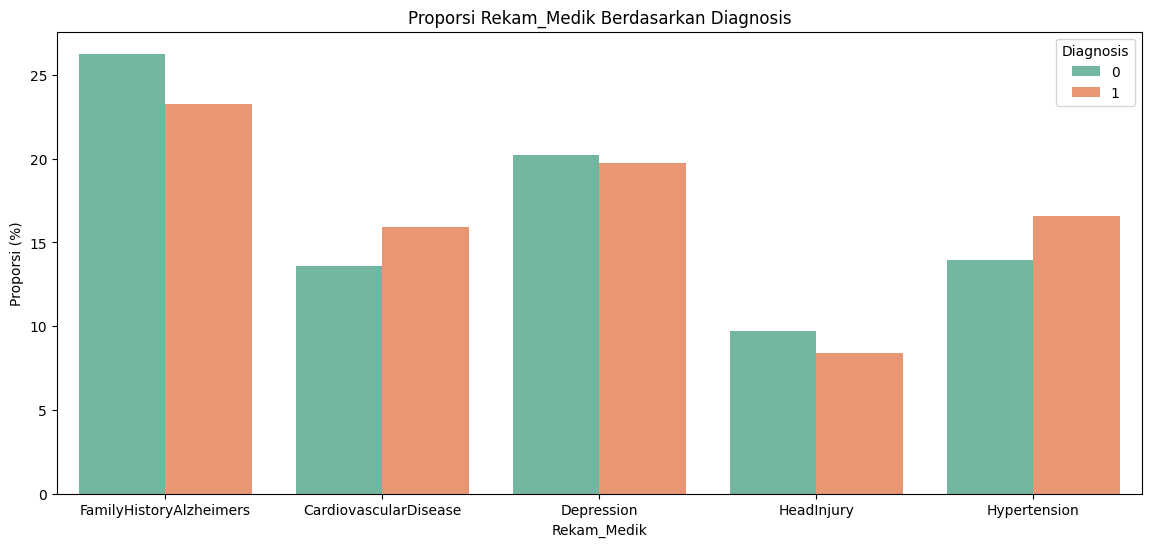 Proporsi Rekam_Medik Berdasarkan Diagnosis
Diagnosis
0
1
Proporsi (%)
25
20
15
10
5
0
FamilyHistoryAlzheimers CardiovascularDisease Depression HeadInjury Hypertension
Rekam_Medik